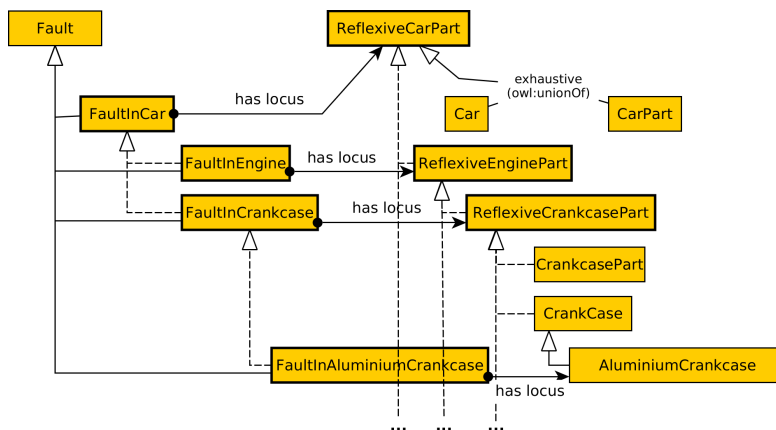 Fault
ReflexiveCarPart
exhaustive
(owl:unionOf)
has locus
FaultInCar
Car
CarPart
has locus
FaultInEngine
ReflexiveEnginePart
has locus
FaultInCrankcase
ReflexiveCrankcasePart
CrankcasePart
CrankCase
FaultInAluminiumCrankcase
AluminiumCrankcase
has locus
... ... ...